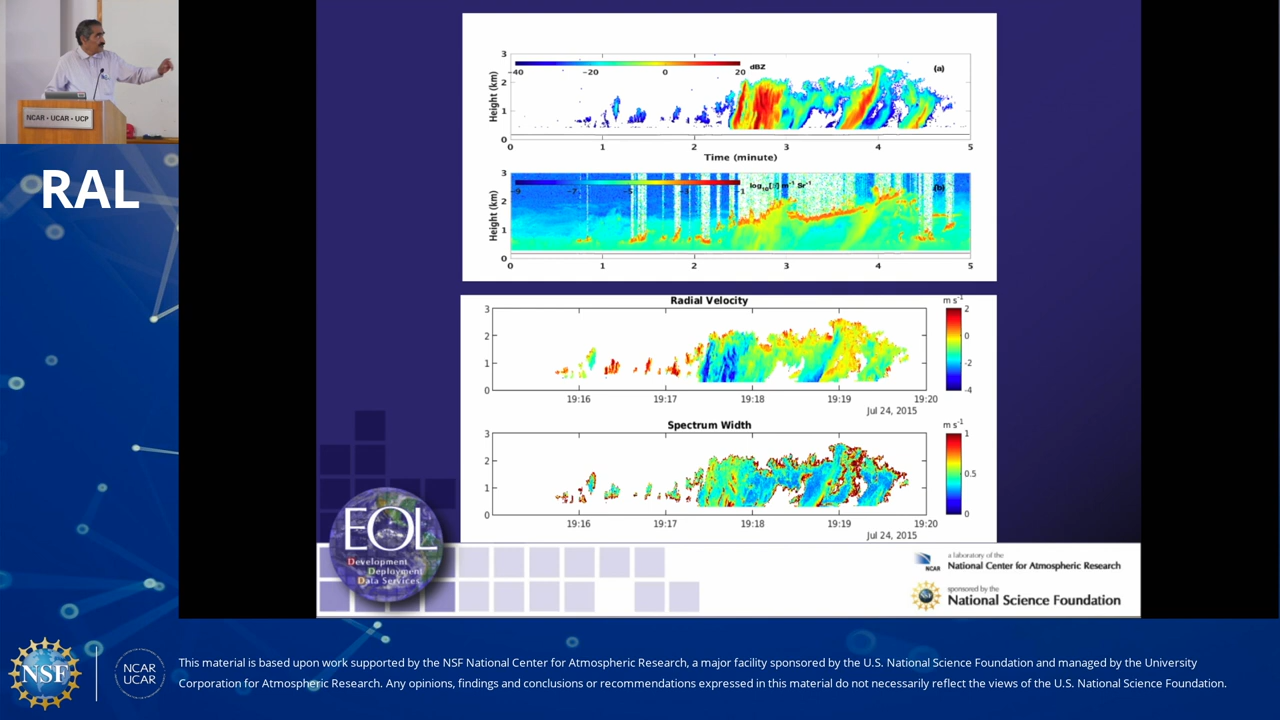 NCAR • UCAR • UCP
RAL
3
-40
-20
0
20
dBZ
(a)
2
Height (km)
1
0
0
1
2
3
4
5
Time (minute)
3
-9
-7
1
(b)
2
Height (km)
1
0
0
1
2
3
4
5
Radial Velocity
m s-1
3
2
1
0
2
0
-2
-4
19:16
19:17
19:18
19:19
19:20
Jul 24, 2015
Spectrum Width
m s-1
3
2
1
0
1
0.5
0
19:16
19:17
19:18
19:19
19:20
Jul 24, 2015
EOL
Development
Deployment
Data Services
NCAR
a laboratory of the
National Center for Atmospheric Research
NSF
sponsored by the
National Science Foundation
NSF
NCAR
UCAR
This material is based upon work supported by the NSF National Center for Atmospheric Research, a major facility sponsored by the U.S. National Science Foundation and managed by the University
Corporation for Atmospheric Research. Any opinions, findings and conclusions or recommendations expressed in this material do not necessarily reflect the views of the U.S. National Science Foundation.